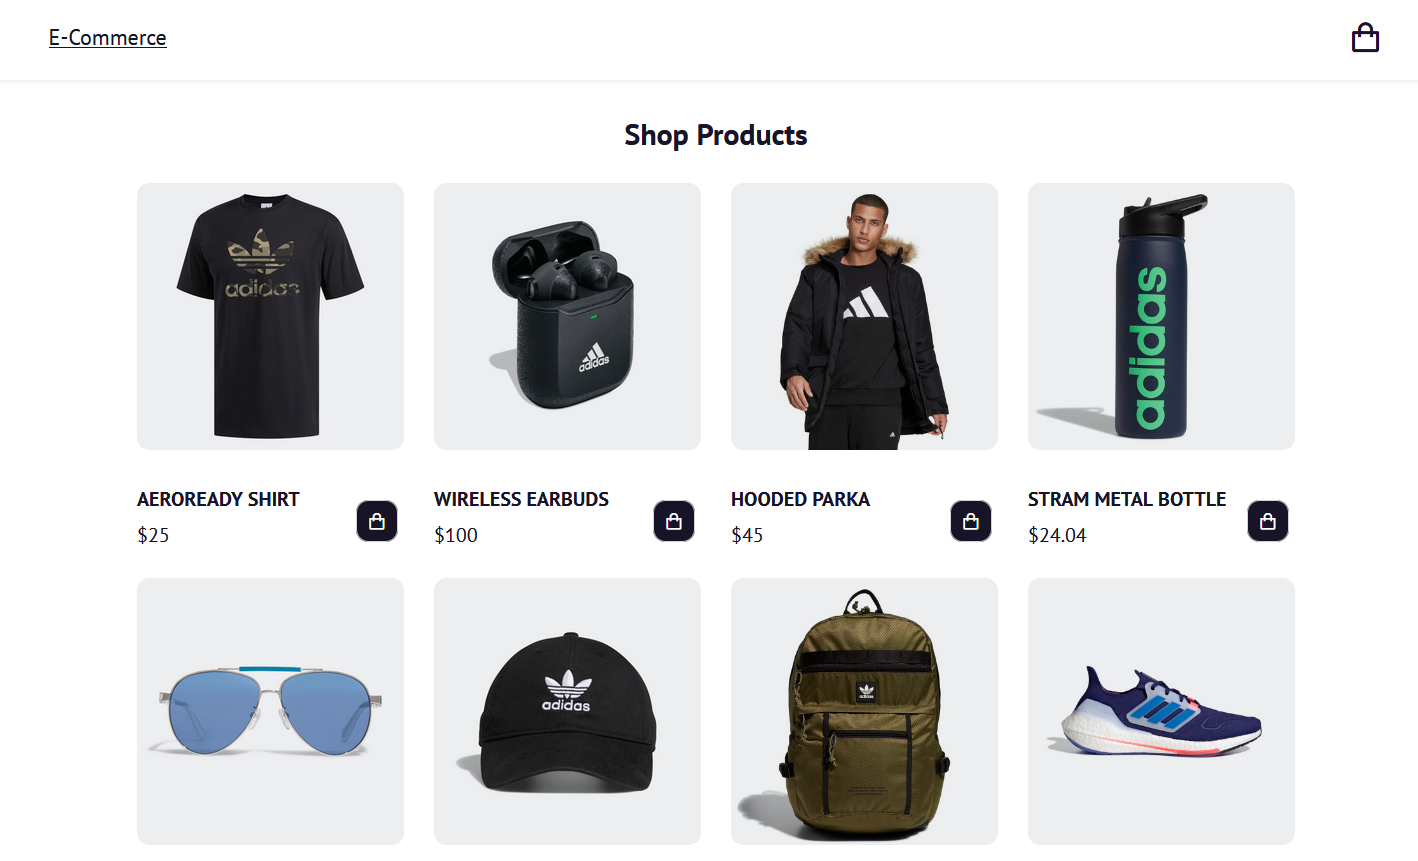 E-Commerce
Shop Products
adidas
adidas
adidas
AEROREADY SHIRT
WIRELESS EARBUDS
HOODED PARKA
STRAM METAL BOTTLE
$25
$100
$45
$24.04
adidas
adidas